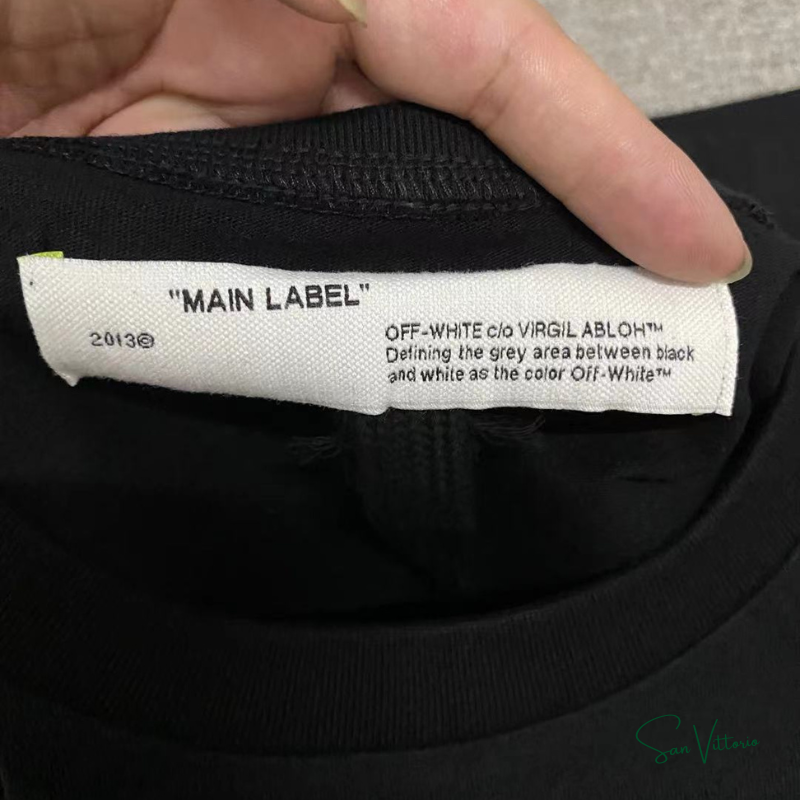 "MAIN LABEL"
2013©
OFF-WHITE c/o VIRGIL ABLOH™
Defining the grey area between black
and white as the color Off-White™
San Vittorio